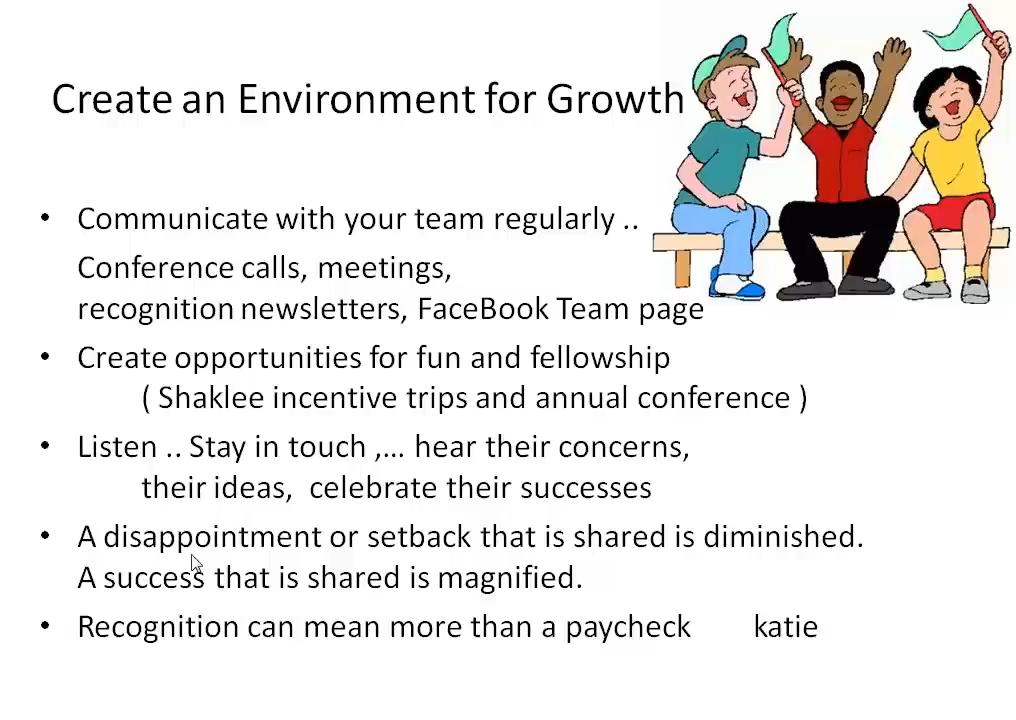 Create an Environment for Growth
• Communicate with your team regularly ..
Conference calls, meetings,
recognition newsletters, FaceBook Team page
• Create opportunities for fun and fellowship
( Shaklee incentive trips and annual conference )
• Listen .. Stay in touch ,... hear their concerns,
their ideas, celebrate their successes
• A disappointment or setback that is shared is diminished.
A success that is shared is magnified.
• Recognition can mean more than a paycheck katie